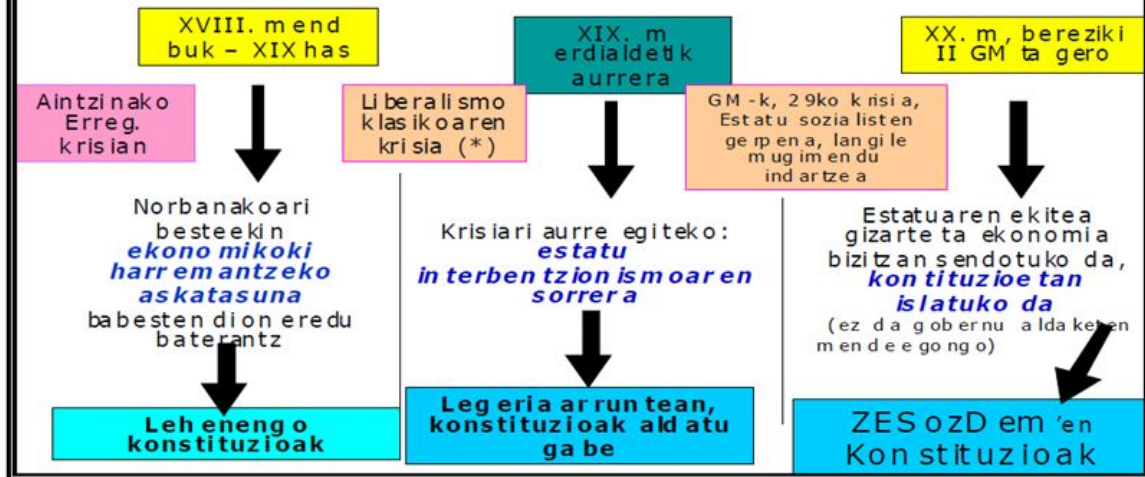 XVIII. mend
buk – XIX has
Aintzinako
Erreg.
krisian
Norbanakoari
besteekin
ekonomikoki
harremantzeko
askatasuna
babesten dion eredu
baterantz
Lehenengo
konstituzioak
XIX. m
erdialdetik
aurrera
Liberalismo
klasikoaren
krisia (*)
Krisiari aurre egiteko:
estatu
interbentzionismoaren
sorrera
Legeria arruntean,
konstituzioak aldatu
gabe
XX. m, bereziki
II GM ta gero
GM-k, 29ko krisia,
Estatu sozialisten
gerpena, langile
mugimendu
indartzea
Estatuaren ekitea
gizarte ta ekonomia
bizitzan sendotuko da,
kontituzioetan
islatuko da
(ez da gobernu aldaketen
mende egongo)
ZESozDem'en
Konstituzioak